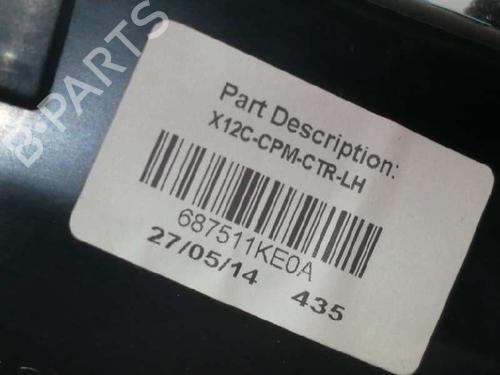 B-PARTS
Part Description:
X12C-CPM-CTR-LH
687511KE0A
27/05/14 435